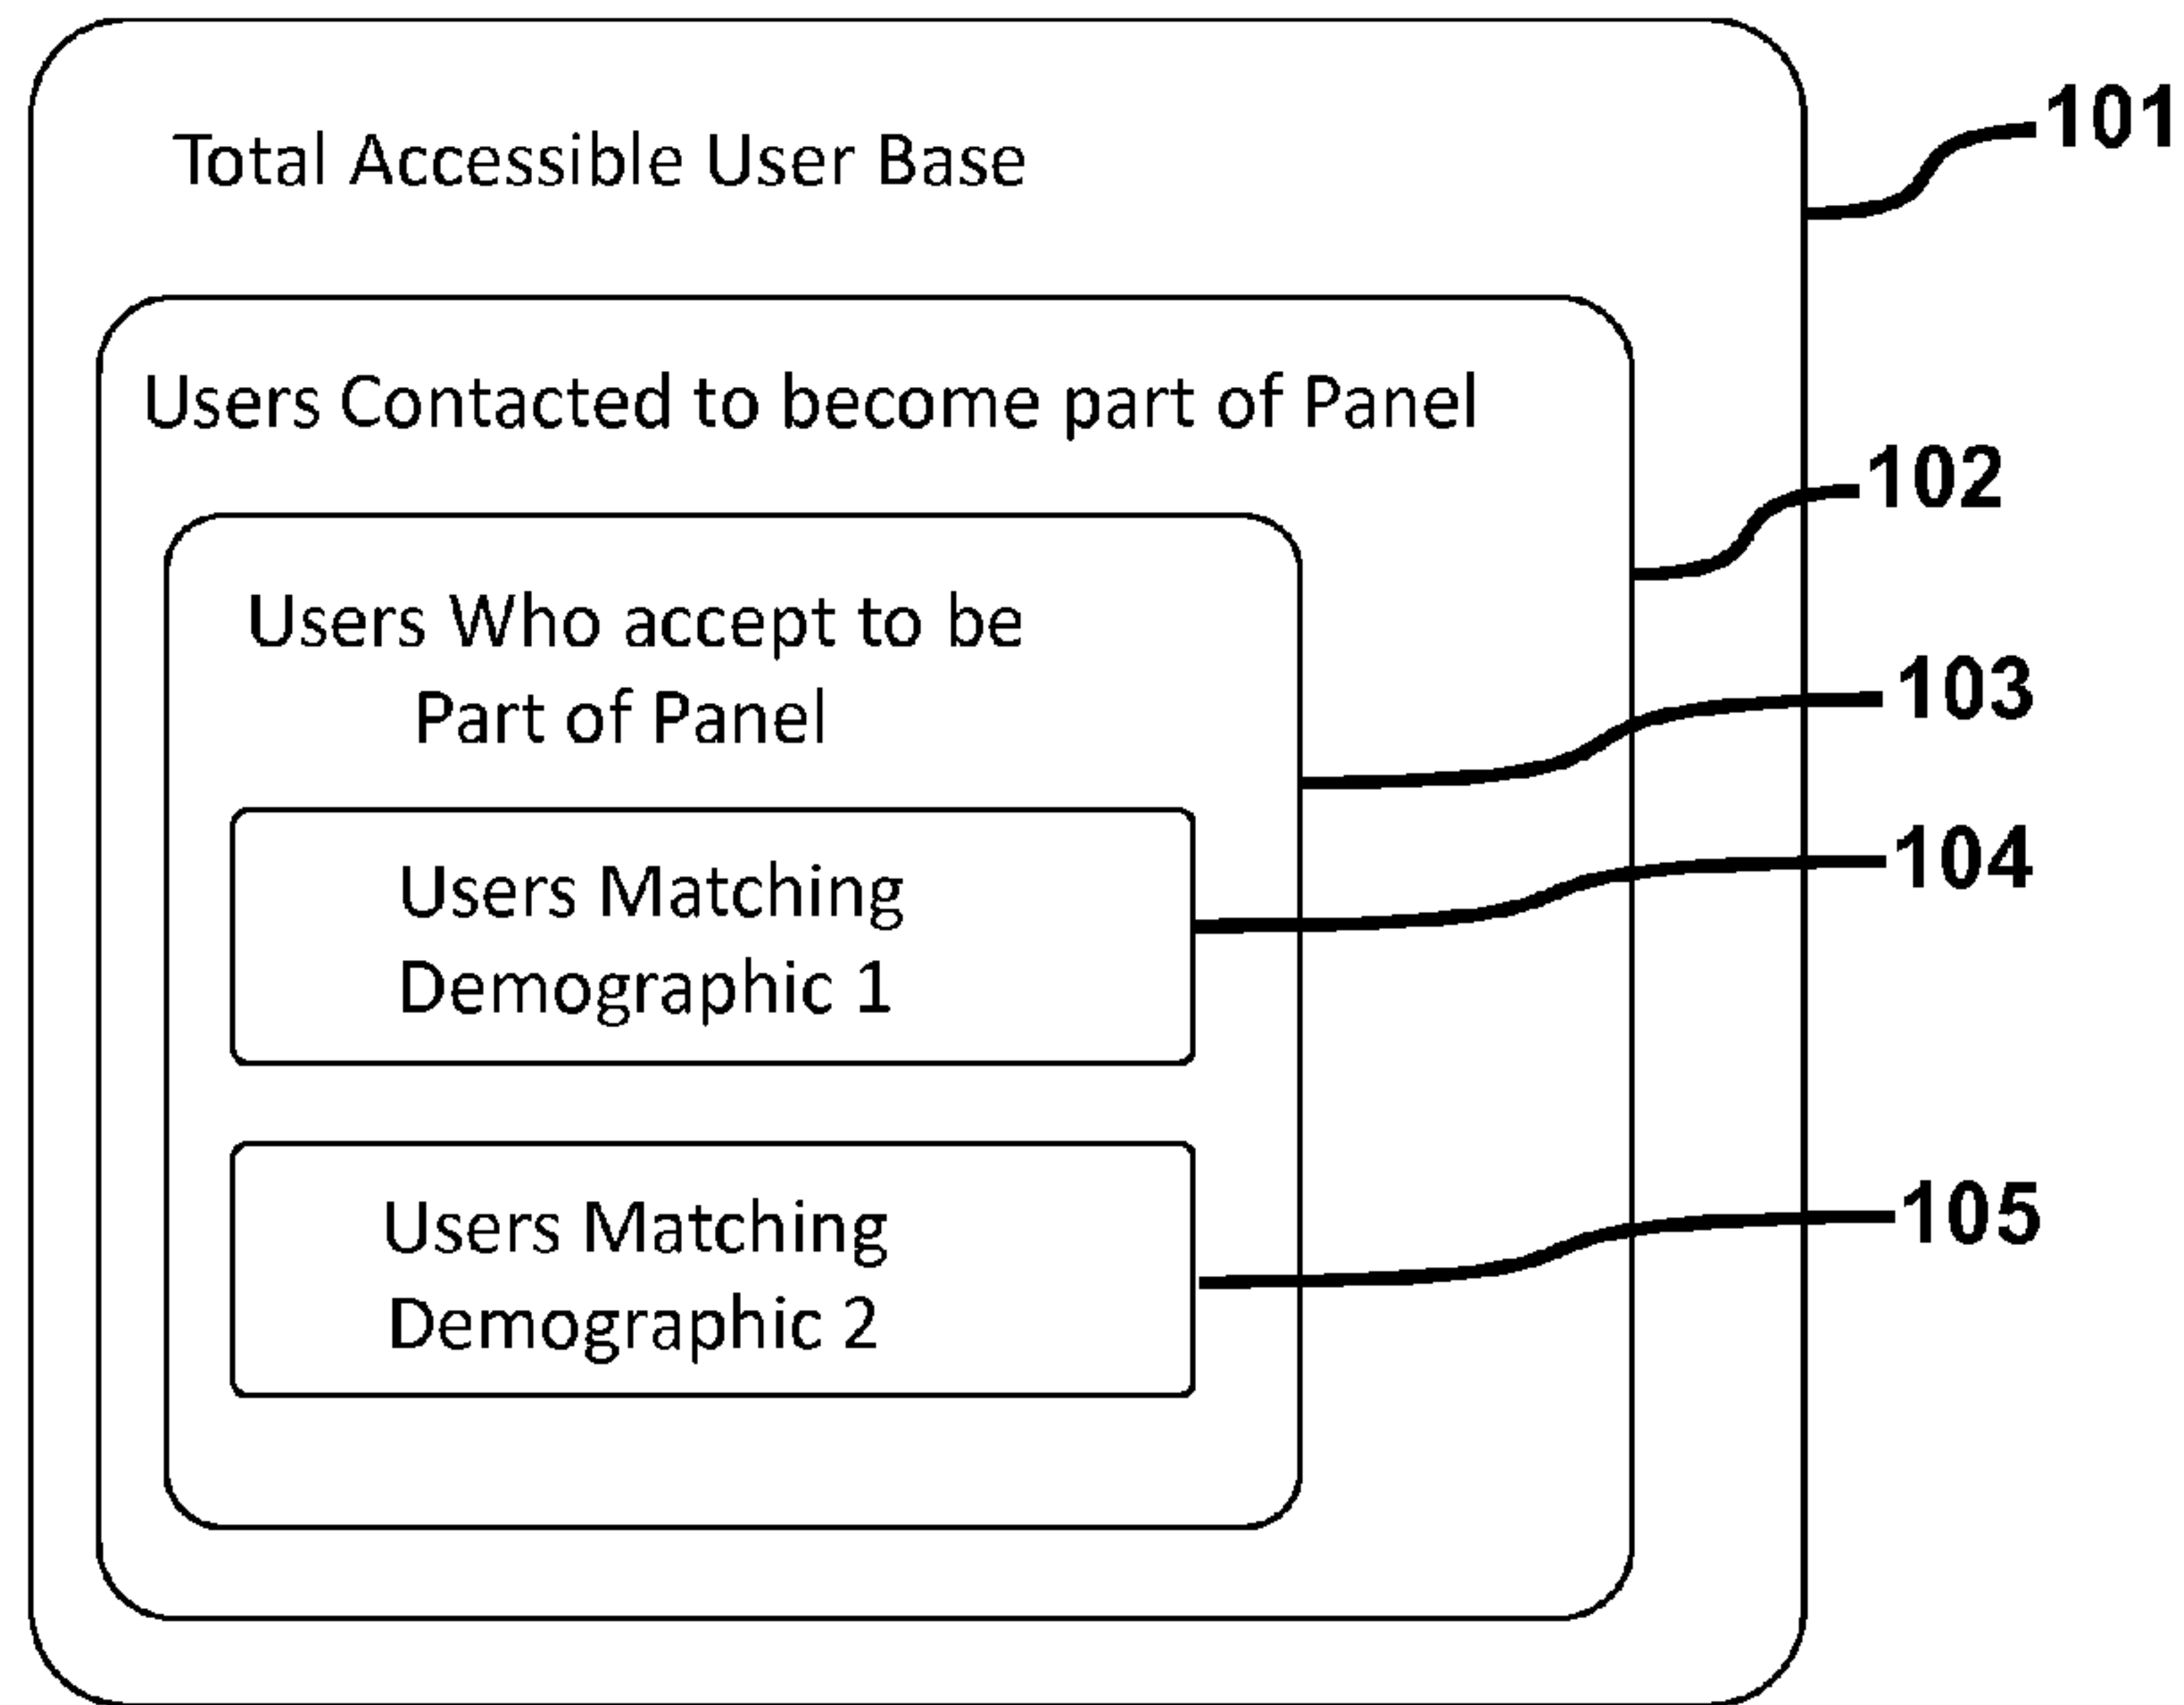 Total Accessible User Base
101
Users Contacted to become part of Panel
102
Users Who accept to be
Part of Panel
103
Users Matching
Demographic 1
104
Users Matching
Demographic 2
105